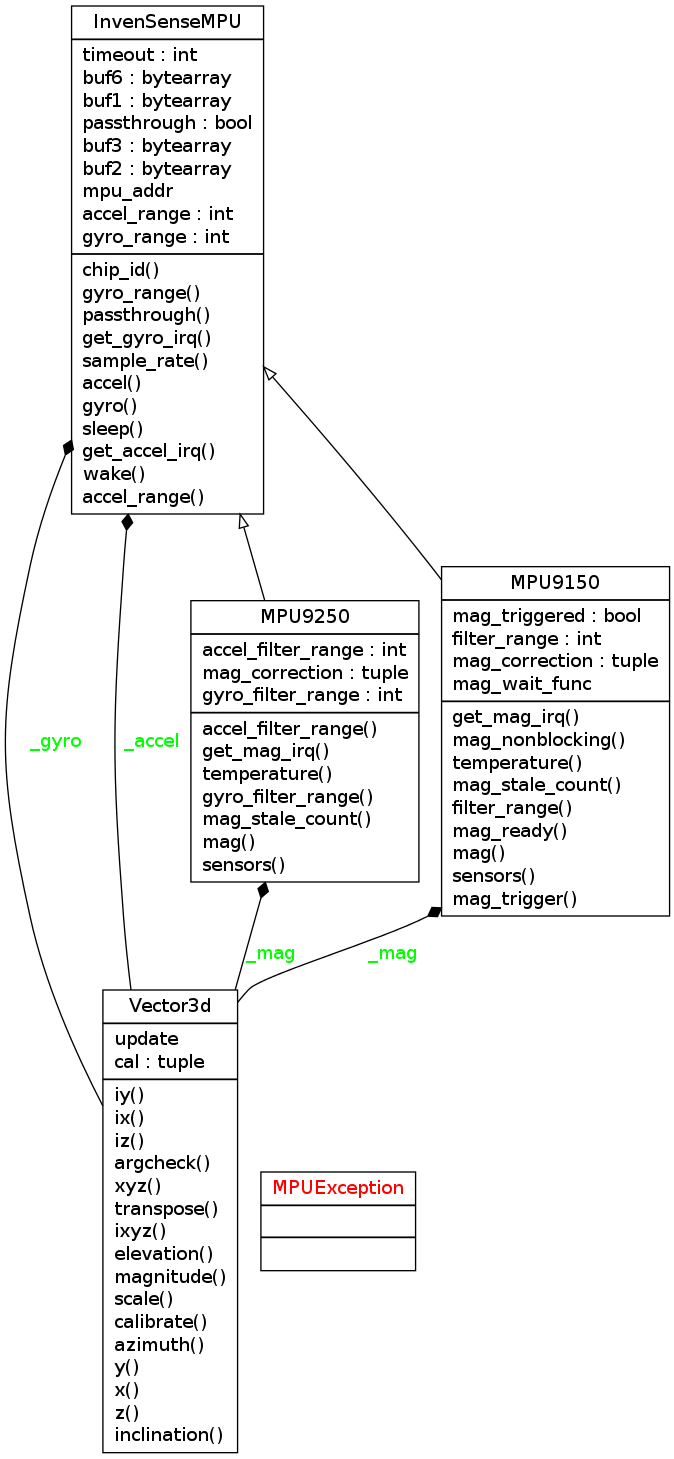 InvenSenseMPU
timeout : int
buf6 : bytearray
buf1 : bytearray
passthrough : bool
buf3 : bytearray
buf2 : bytearray
mpu_addr
accel_range : int
gyro_range : int
chip_id()
gyro_range()
passthrough()
get_gyro_irq()
sample_rate()
accel()
gyro()
sleep()
get_accel_irq()
wake()
accel_range()
MPU9250
accel_filter_range : int
mag_correction : tuple
gyro_filter_range : int
accel_filter_range()
get_mag_irq()
temperature()
gyro_filter_range()
mag_stale_count()
mag()
sensors()
MPU9150
mag_triggered : bool
filter_range : int
mag_correction : tuple
mag_wait_func
get_mag_irq()
mag_nonblocking()
temperature()
mag_stale_count()
filter_range()
mag_ready()
mag()
sensors()
mag_trigger()
_gyro
_accel
_mag
_mag
Vector3d
update
cal : tuple
iy()
ix()
iz()
argcheck()
xyz()
transpose()
ixyz()
elevation()
magnitude()
scale()
calibrate()
azimuth()
y()
x()
z()
inclination()
MPUException